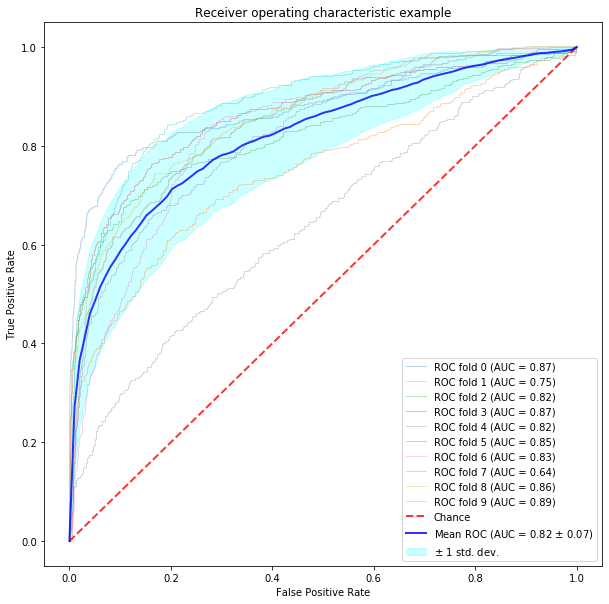 Receiver operating characteristic example
1.0
0.8
0.6
0.4
0.2
0.0
True Positive Rate
ROC fold 0 (AUC = 0.87)
ROC fold 1 (AUC = 0.75)
ROC fold 2 (AUC = 0.82)
ROC fold 3 (AUC = 0.87)
ROC fold 4 (AUC = 0.82)
ROC fold 5 (AUC = 0.85)
ROC fold 6 (AUC = 0.83)
ROC fold 7 (AUC = 0.64)
ROC fold 8 (AUC = 0.86)
ROC fold 9 (AUC = 0.89)
Chance
Mean ROC (AUC = 0.82 ± 0.07)
± 1 std. dev.
0.0 0.2 0.4 0.6 0.8 1.0
False Positive Rate